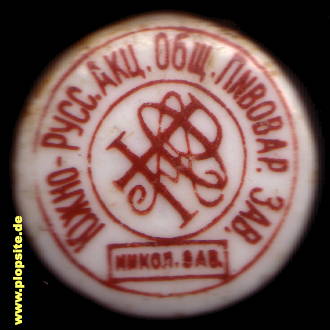 ЮЖНО-РУСС. АКЦ. ОБЩ. ПИВОВАР. ЗАВ.
НИКОЛ. ЗАВ.
www.plopsite.de